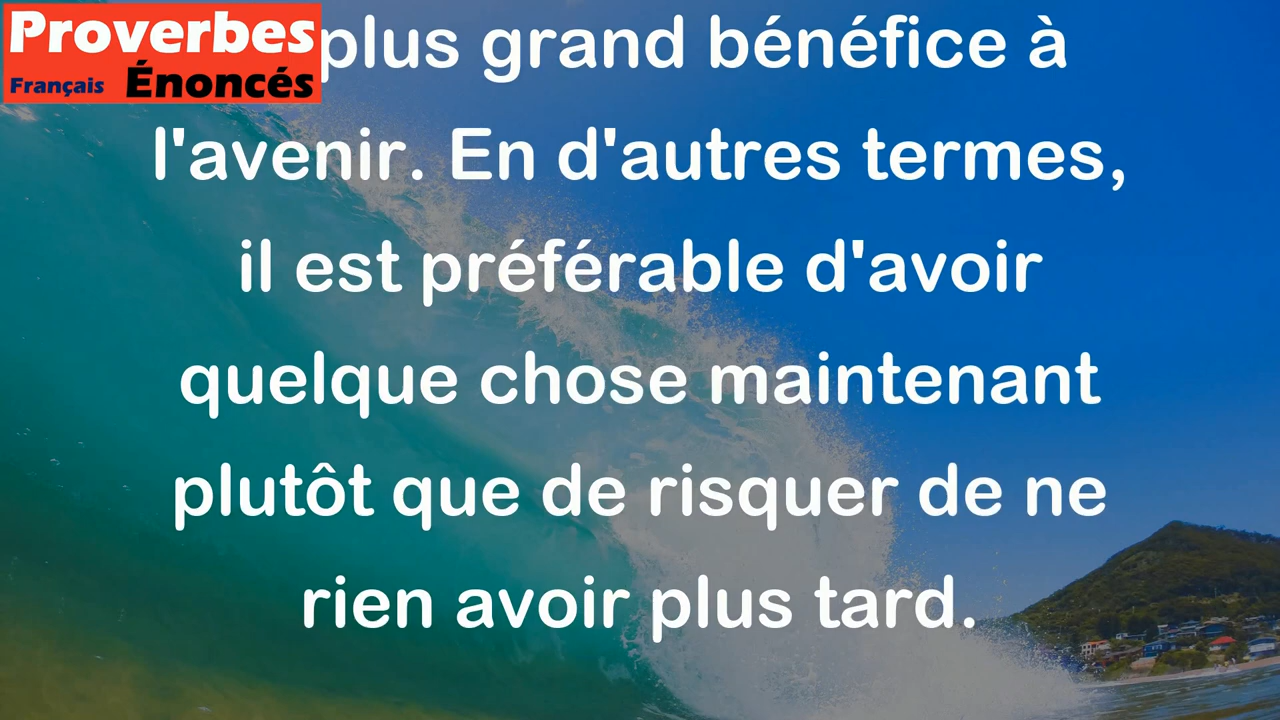 Proverbes
Français Énoncés
plus grand bénéfice à
l'avenir. En d'autres termes,
il est préférable d'avoir
quelque chose maintenant
plutôt que de risquer de ne
rien avoir plus tard.